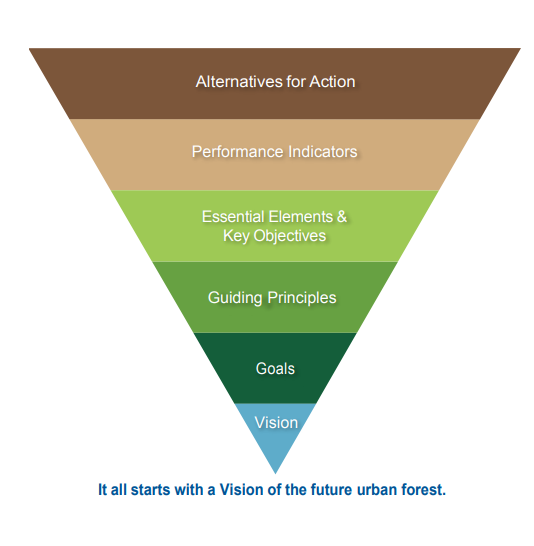 Alternatives for Action
Performance Indicators
Essential Elements &
Key Objectives
Guiding Principles
Goals
Vision
It all starts with a Vision of the future urban forest.